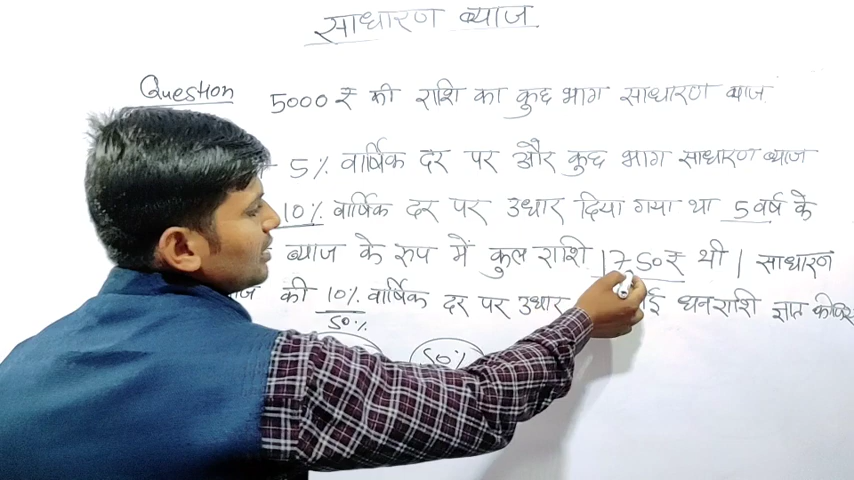 साधारण ब्याज
Question 5000 ₹ की राशि का कुछ भाग साधारण ब्याज
5% वार्षिक दर पर और कुछ भाग साधारण ब्याज
10% वार्षिक दर पर उधार दिया गया था 5 वर्ष के
ब्याज के रूप में कुल राशि 1750₹ थी । साधारण
की 10% वार्षिक दर पर उधार धनराशि ज्ञात
50%
50%